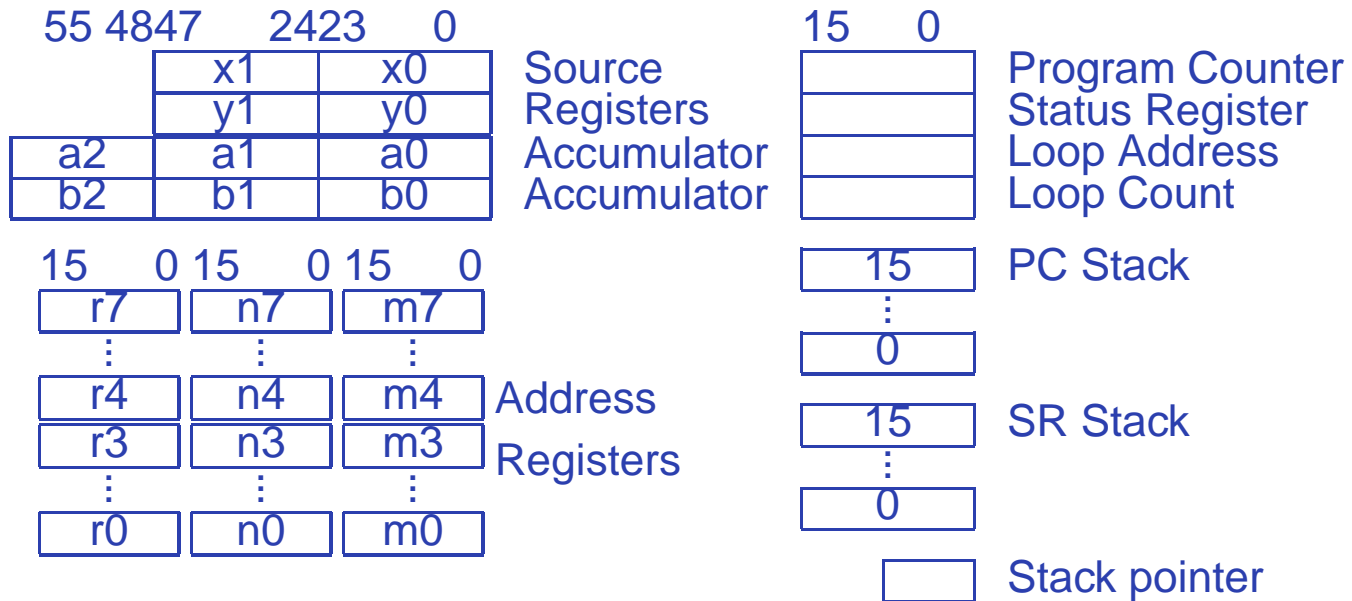 55 4847 2423 0
x1 x0 Source
y1 y0 Registers
a2 a1 a0 Accumulator
b2 b1 b0 Accumulator
15 0 15 0 15 0
r7 n7 m7
⋮ ⋮ ⋮
r4 n4 m4 Address
r3 n3 m3 Registers
⋮ ⋮ ⋮
r0 n0 m0
15 0
Program Counter
Status Register
Loop Address
Loop Count
15 PC Stack
⋮
0
15 SR Stack
⋮
0
Stack pointer